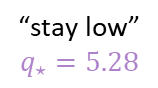 “stay low”
q⋆ = 5.28